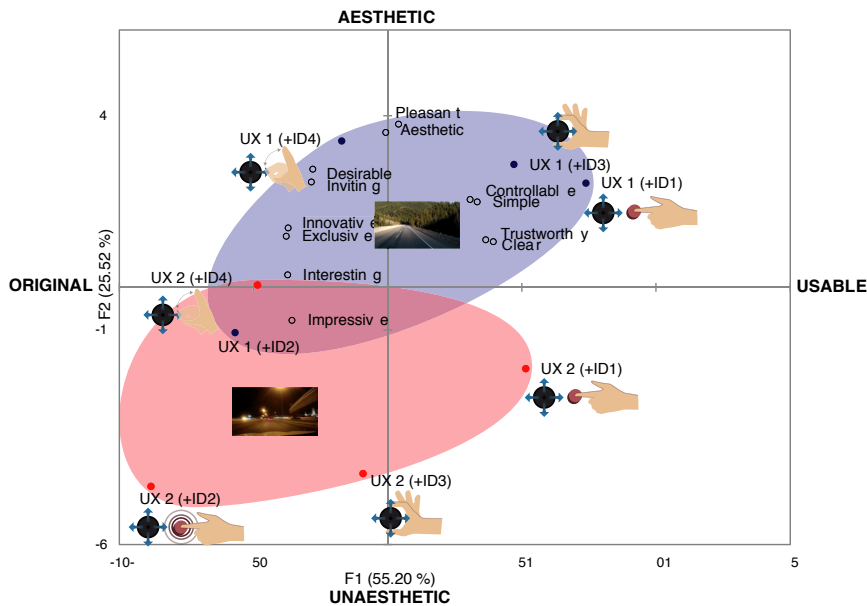 AESTHETIC
4
Pleasan t
Aesthetic
UX 1 (+ID4)
UX 1 (+ID3)
Desirable
Invitin g
UX 1 (+ID1)
Controllabl e
Simple
Innovativ e
Exclusiv e
Trustworth y
Clea r
UX 2 (+ID4)
Interestin g
ORIGINAL
USABLE
F2 (25.52 %)
-1
Impressiv e
UX 1 (+ID2)
UX 2 (+ID1)
UX 2 (+ID3)
UX 2 (+ID2)
-6
-10- 50 51 01 5
F1 (55.20 %)
UNAESTHETIC